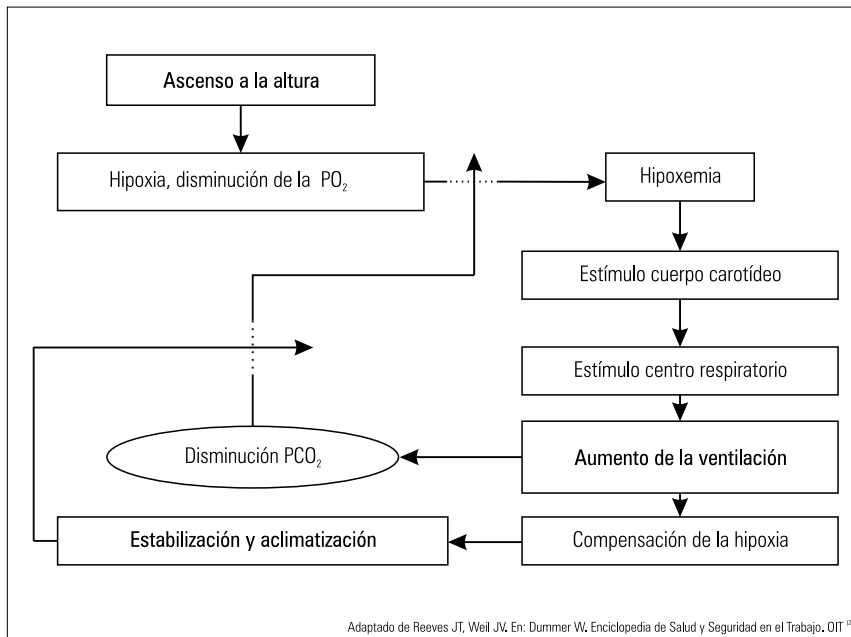 Ascenso a la altura
Hipoxia, disminución de la PO₂
Hipoxemia
Estímulo cuerpo carotídeo
Estímulo centro respiratorio
Disminución PCO₂
Aumento de la ventilación
Estabilización y aclimatización
Compensación de la hipoxia
Adaptado de Reeves JT, Weil JV. En: Dummer W. Enciclopedia de Salud y Seguridad en el Trabajo. OIT